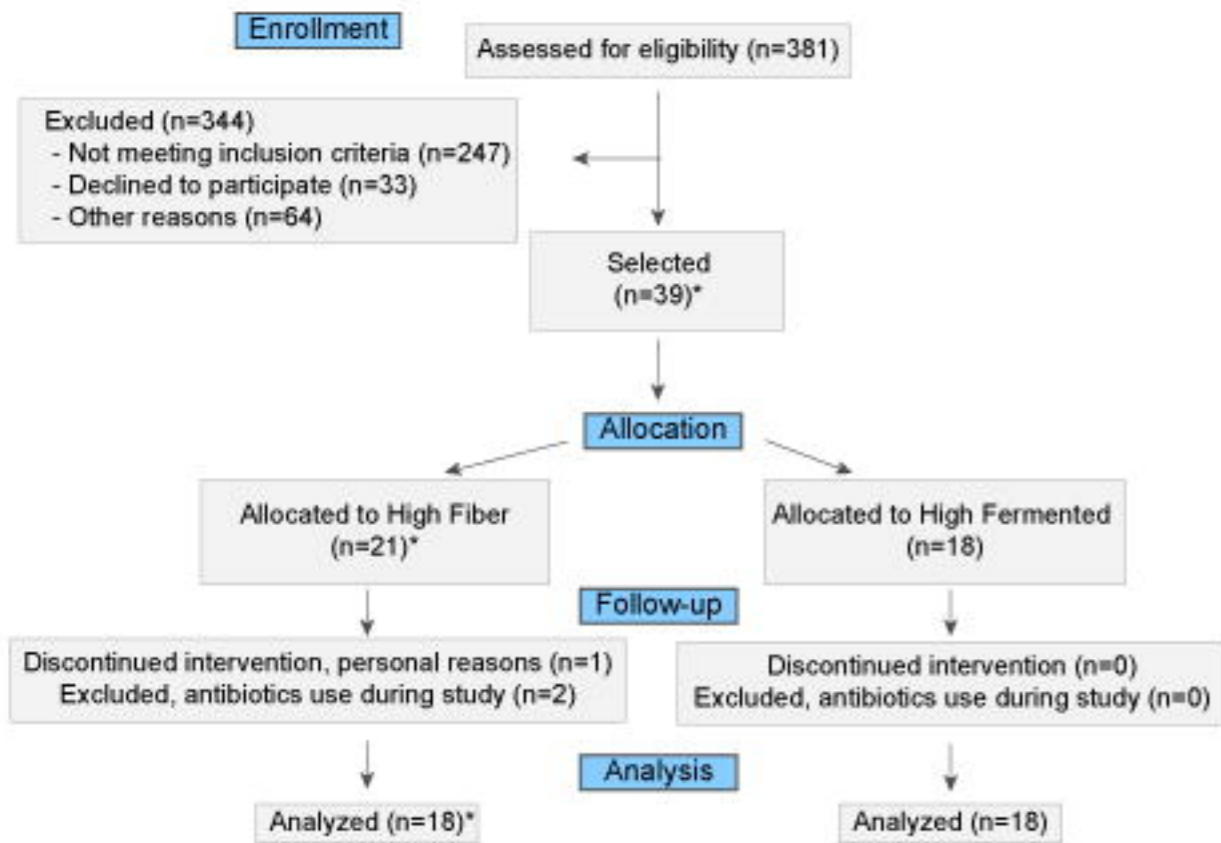 Enrollment
Assessed for eligibility (n=381)
Excluded (n=344)
- Not meeting inclusion criteria (n=247)
- Declined to participate (n=33)
- Other reasons (n=64)
Selected
(n=39)*
Allocation
Allocated to High Fiber
(n=21)*
Allocated to High Fermented
(n=18)
Follow-up
Discontinued intervention, personal reasons (n=1)
Excluded, antibiotics use during study (n=2)
Discontinued intervention (n=0)
Excluded, antibiotics use during study (n=0)
Analysis
Analyzed (n=18)*
Analyzed (n=18)